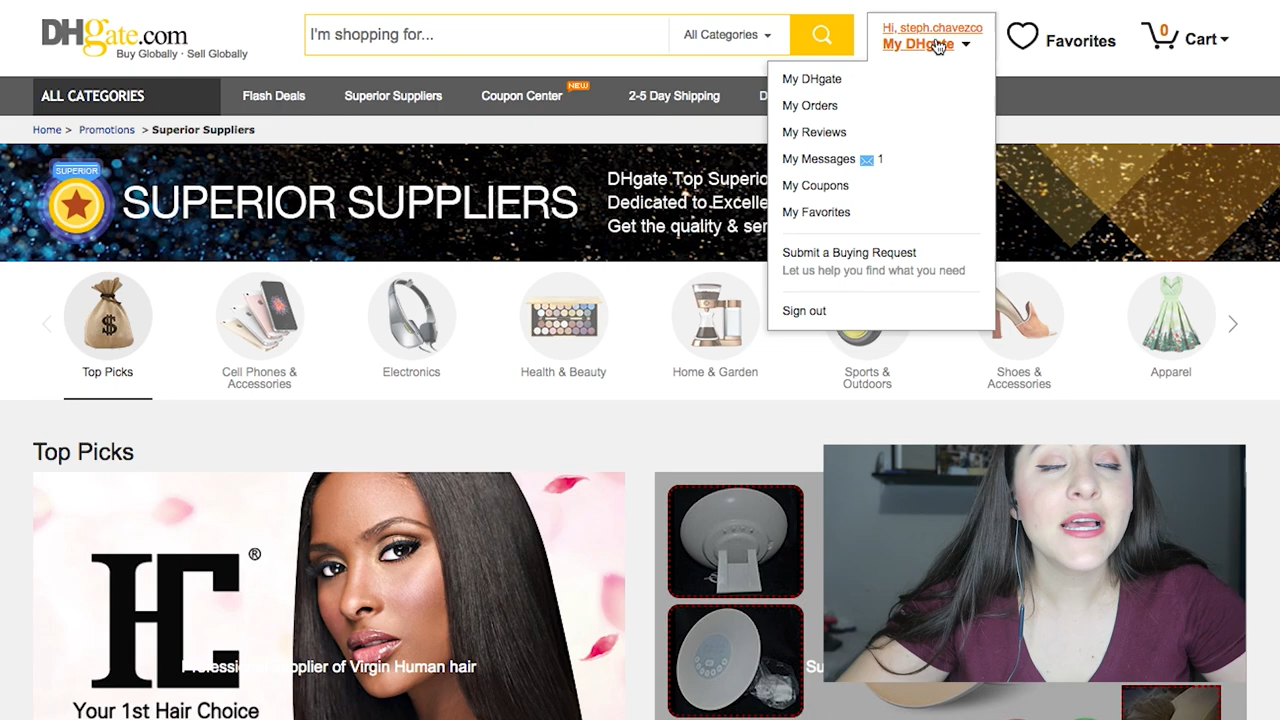 DHgate.com
Buy Globally · Sell Globally
I'm shopping for...
All Categories
Hi, steph.chavezco
My DHgate
Favorites
0
Cart
ALL CATEGORIES
Flash Deals
Superior Suppliers
Coupon Center
NEW
2-5 Day Shipping
D
My DHgate
My Orders
My Reviews
My Messages 1
My Coupons
My Favorites
Submit a Buying Request
Let us help you find what you need
Sign out
Home > Promotions > Superior Suppliers
SUPERIOR
SUPERIOR SUPPLIERS
DHgate Top Superio
Dedicated to Excelle
Get the quality & ser
Top Picks
Cell Phones &
Accessories
Electronics
Health & Beauty
Home & Garden
Sports &
Outdoors
Shoes &
Accessories
Apparel
Top Picks
HC®
Professional supplier of Virgin Human hair
Your 1st Hair Choice
Su